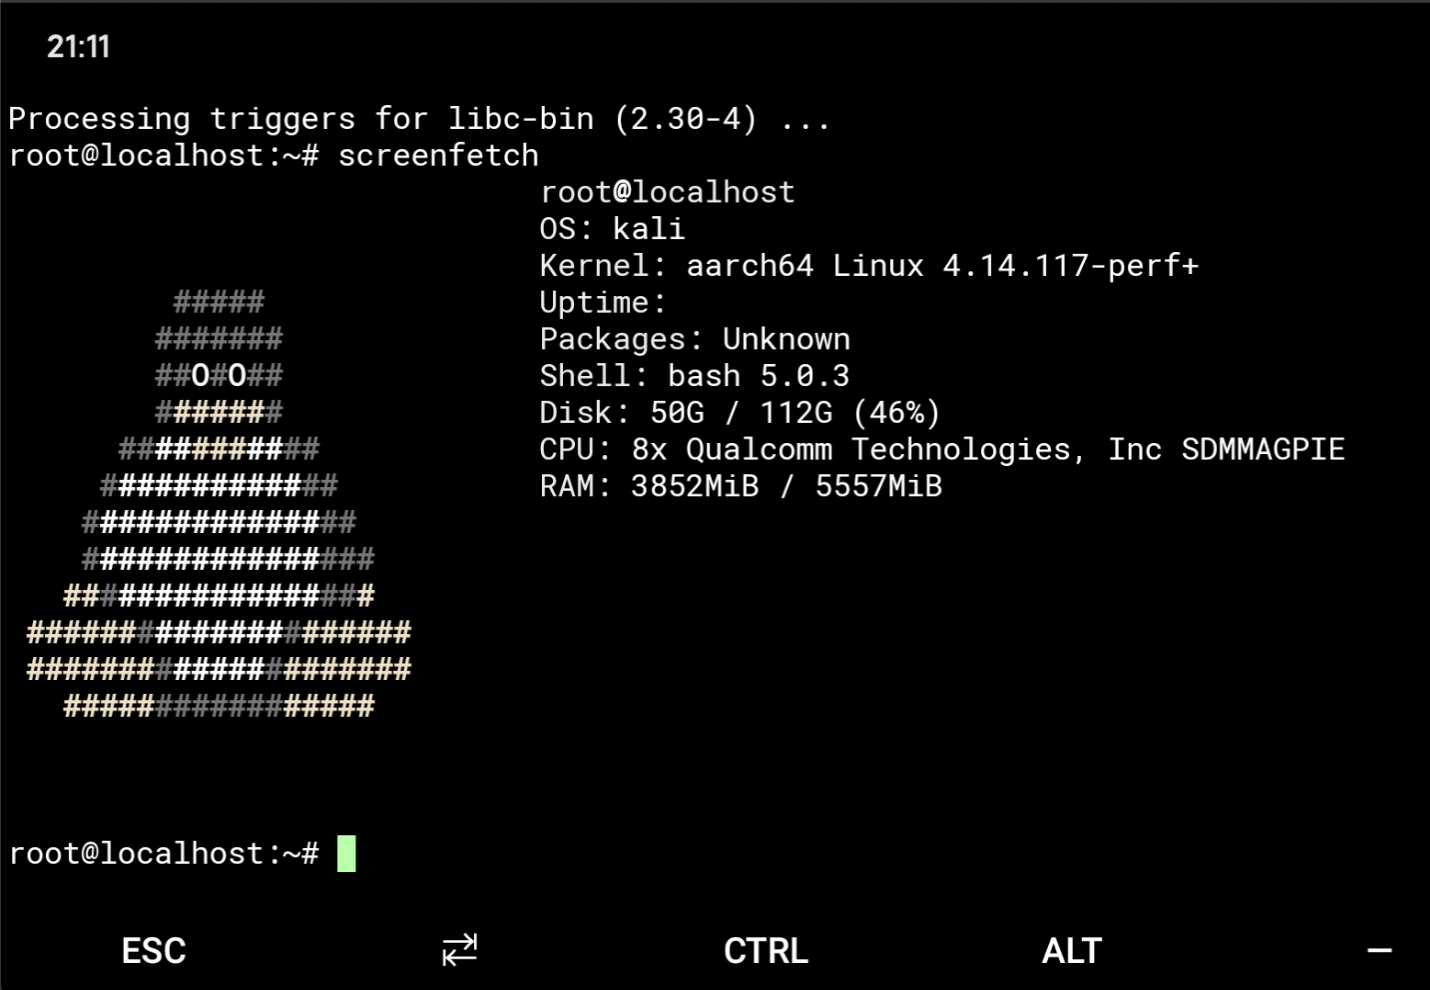 21:11
Processing triggers for libc-bin (2.30-4) ...
root@localhost:~# screenfetch
root@localhost
OS: kali
Kernel: aarch64 Linux 4.14.117-perf+
#####                Uptime:
#######               Packages: Unknown
##O#O##               Shell: bash 5.0.3
#######               Disk: 50G / 112G (46%)
###########             CPU: 8x Qualcomm Technologies, Inc SDMMAGPIE
#############            RAM: 3852MiB / 5557MiB
###############
################
#################
#####################
#####################
#################
root@localhost:~#
ESC ⇄ CTRL ALT —